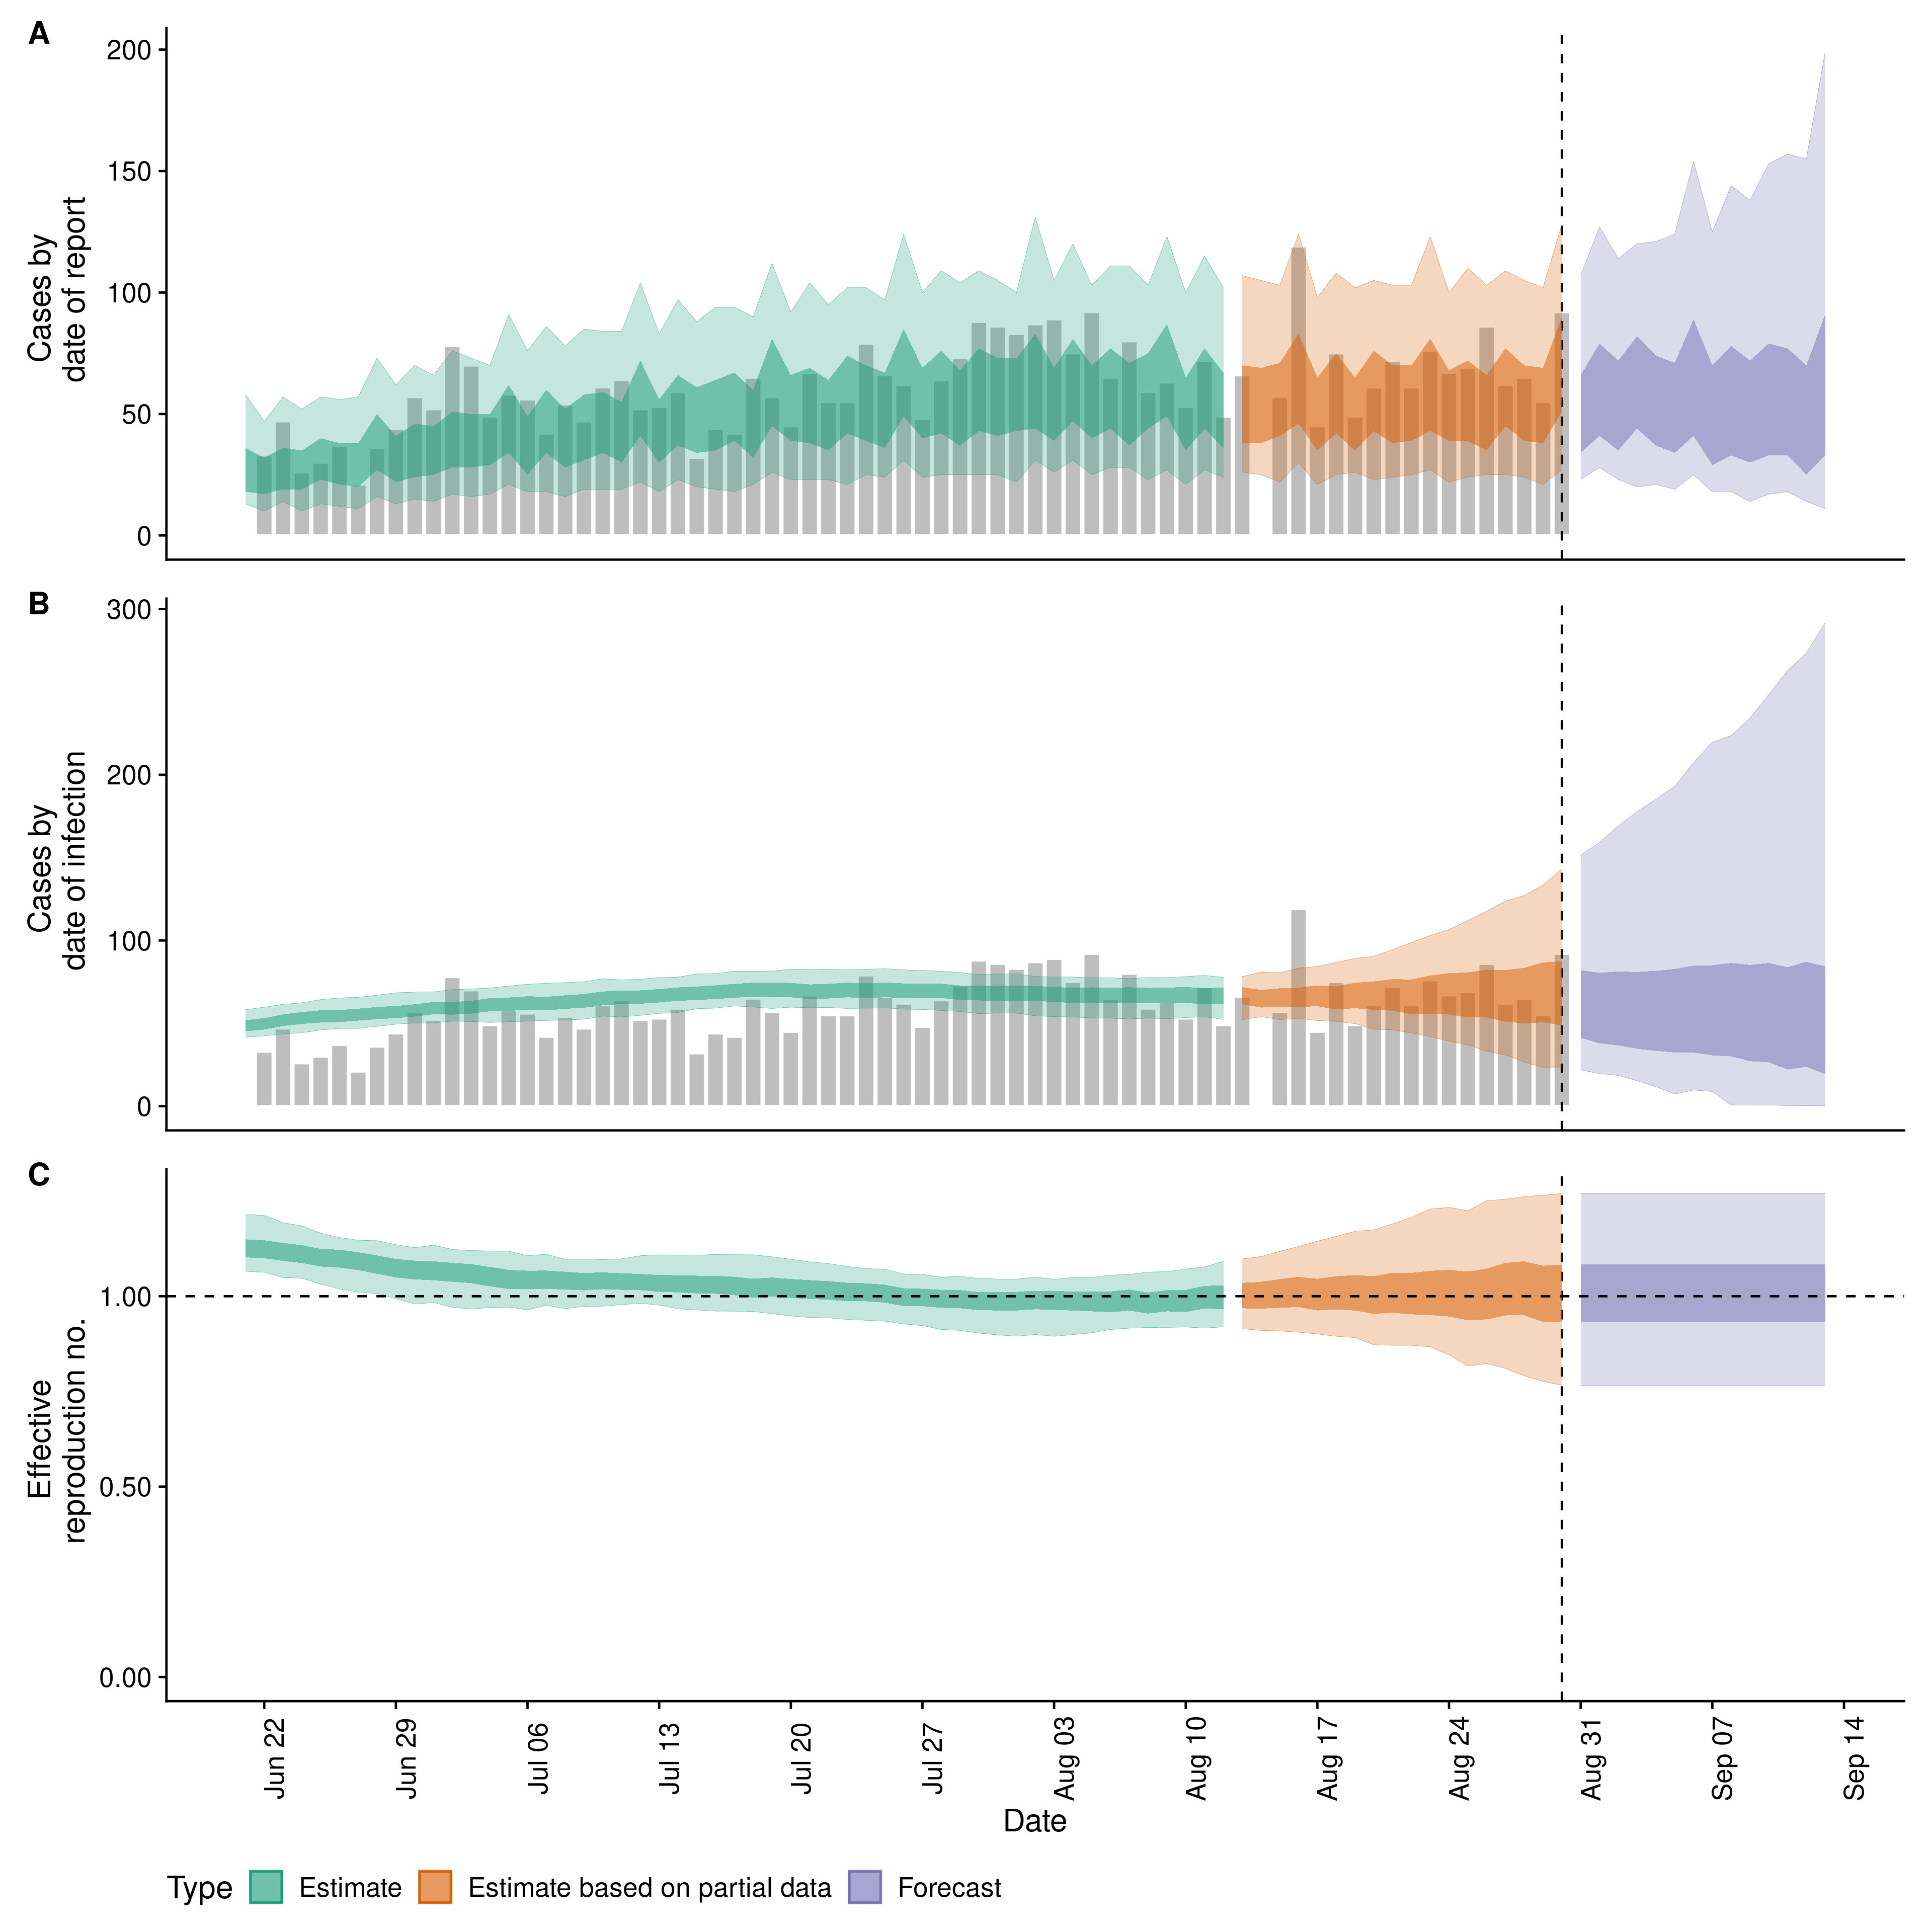 A
200
150
100
50
0
Cases by
date of report
B
300
200
100
0
Cases by
date of infection
C
1.00
0.50
0.00
Effective
reproduction no.
Jun 22
Jun 29
Jul 06
Jul 13
Jul 20
Jul 27
Aug 03
Aug 10
Aug 17
Aug 24
Aug 31
Sep 07
Sep 14
Date
Type Estimate Estimate based on partial data Forecast